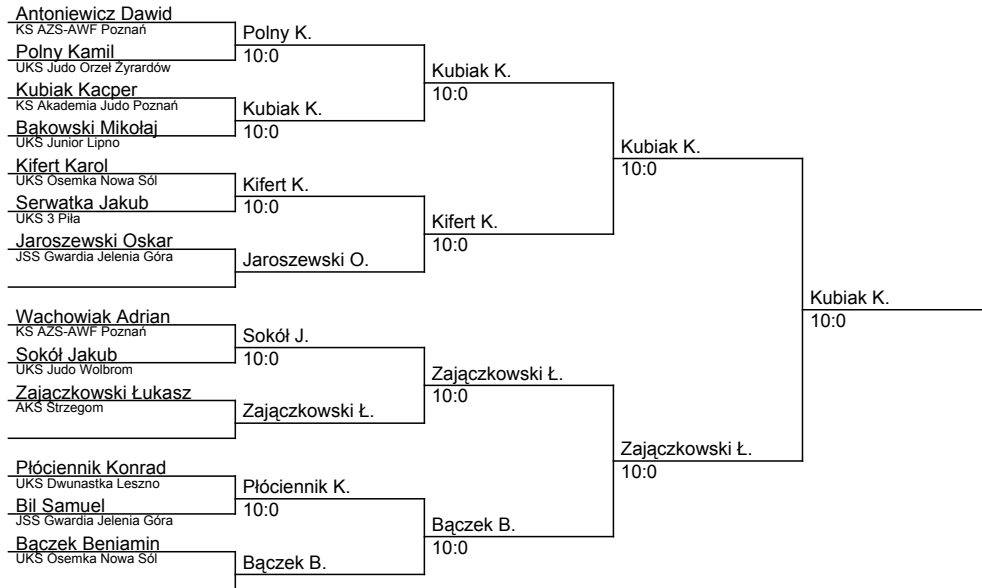 Antoniewicz Dawid
KS AZS-AWF Poznań
Polny Kamil
UKS Judo Orzeł Żyrardów
Kubiak Kacper
KS Akademia Judo Poznań
Bąkowski Mikołaj
UKS Junior Lipno
Kifert Karol
UKS Ósemka Nowa Sól
Serwatka Jakub
UKS 3 Piła
Jaroszewski Oskar
JSS Gwardia Jelenia Góra
Wachowiak Adrian
KS AZS-AWF Poznań
Sokół Jakub
UKS Judo Wolbrom
Zajączkowski Łukasz
AKS Strzegom
Płóciennik Konrad
UKS Dwunastka Leszno
Bil Samuel
JSS Gwardia Jelenia Góra
Bączek Beniamin
UKS Ósemka Nowa Sól
Polny K.
10:0
Kubiak K.
10:0
Kifert K.
10:0
Jaroszewski O.
Sokół J.
10:0
Zajączkowski Ł.
Płóciennik K.
10:0
Bączek B.
Kubiak K.
10:0
Kifert K.
10:0
Zajączkowski Ł.
10:0
Bączek B.
10:0
Kubiak K.
10:0
Zajączkowski Ł.
10:0
Kubiak K.
10:0